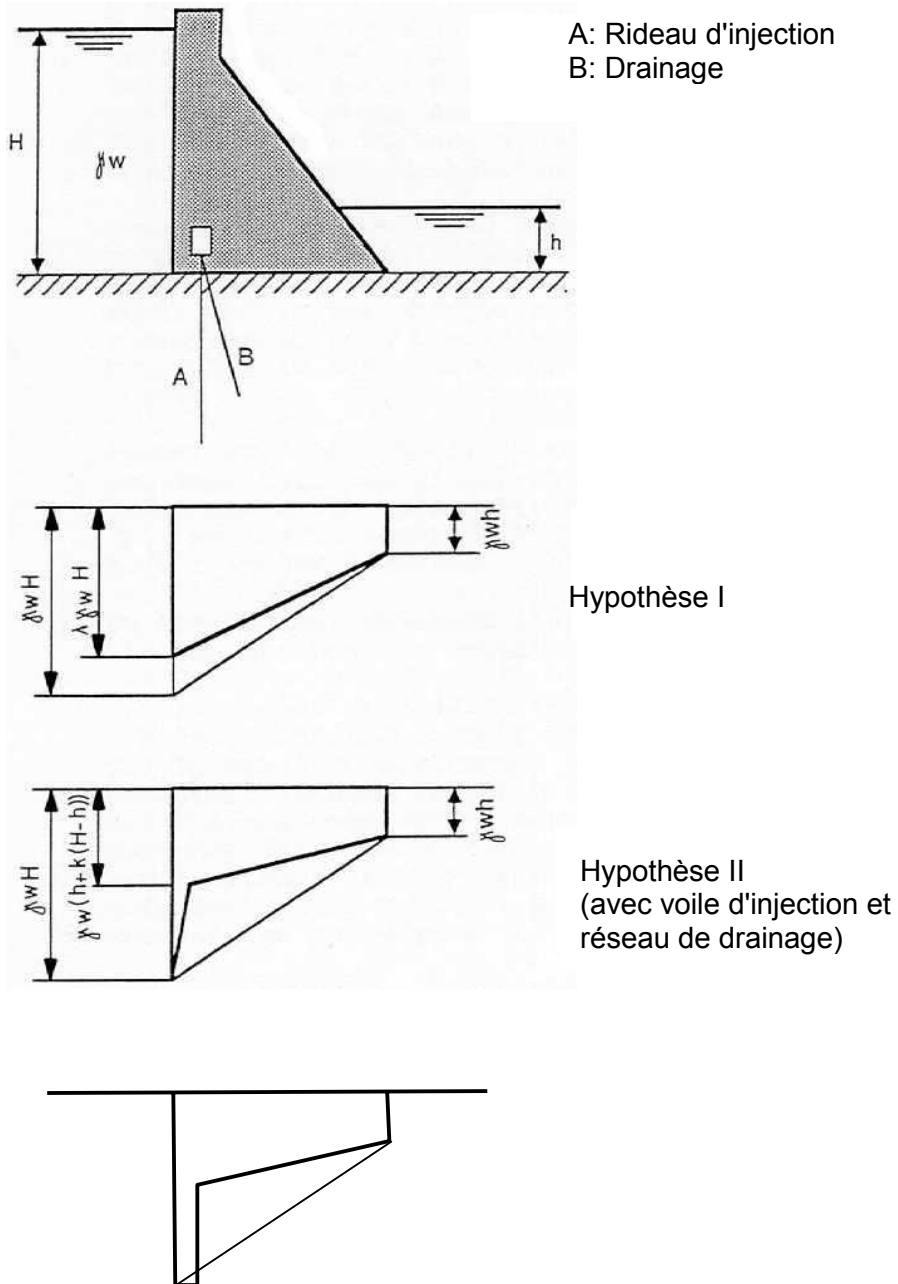 A: Rideau d'injection
B: Drainage
H
γw
h
B
A
γwH
λγwH
γwh
Hypothèse I
γwH
γw(h+k(H-h))
γwh
Hypothèse II
(avec voile d'injection et
réseau de drainage)